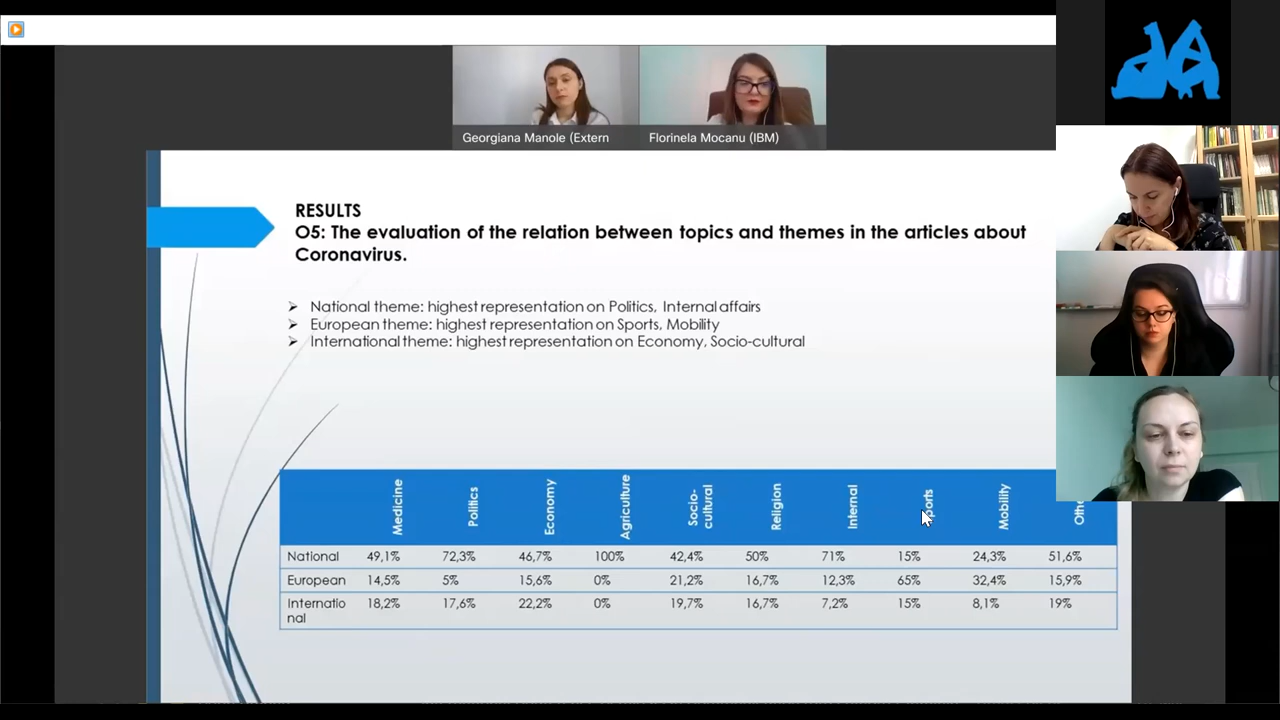 Georgiana Manole (Extern
Florinela Mocanu (IBM)
RESULTS
O5: The evaluation of the relation between topics and themes in the articles about
Coronavirus.
National theme: highest representation on Politics, Internal affairs
European theme: highest representation on Sports, Mobility
International theme: highest representation on Economy, Socio-cultural
Medicine Politics Economy Agriculture Socio-cultural Religion Internal Sports Mobility
National 49,1% 72,3% 46,7% 100% 42,4% 50% 71% 15% 24,3% 51,6%
European 14,5% 5% 15,6% 0% 21,2% 16,7% 12,3% 65% 32,4% 15,9%
Internatio 18,2% 17,6% 22,2% 0% 19,7% 16,7% 7,2% 15% 8,1% 19%
nal